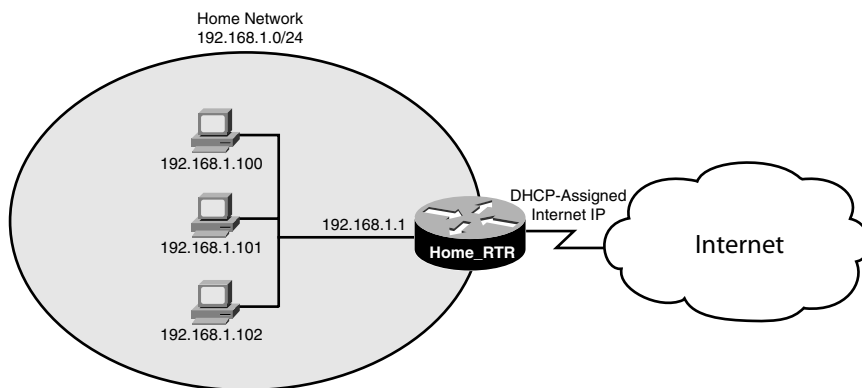 Home Network
192.168.1.0/24
192.168.1.100
192.168.1.101
192.168.1.102
192.168.1.1
Home_RTR
DHCP-Assigned
Internet IP
Internet